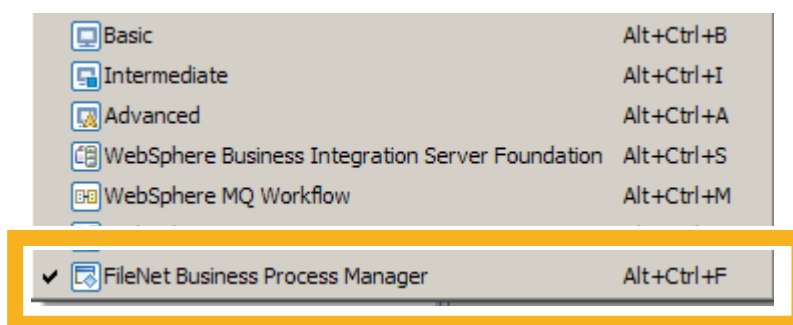 Basic Alt+Ctrl+B
Intermediate Alt+Ctrl+I
Advanced Alt+Ctrl+A
WebSphere Business Integration Server Foundation Alt+Ctrl+S
WebSphere MQ Workflow Alt+Ctrl+M
FileNet Business Process Manager Alt+Ctrl+F